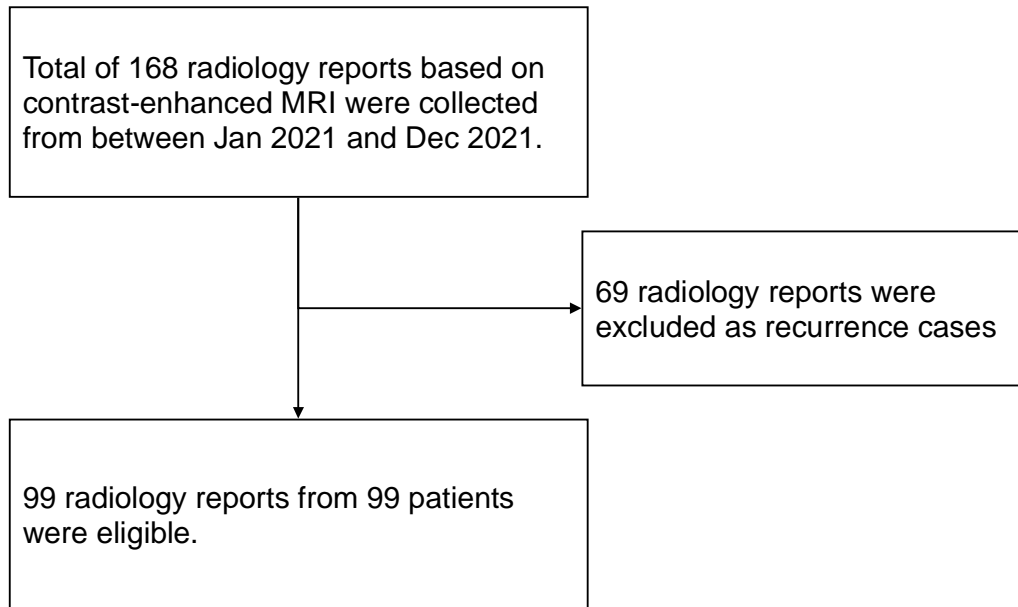 Total of 168 radiology reports based on
contrast-enhanced MRI were collected
from between Jan 2021 and Dec 2021.
69 radiology reports were
excluded as recurrence cases
99 radiology reports from 99 patients
were eligible.